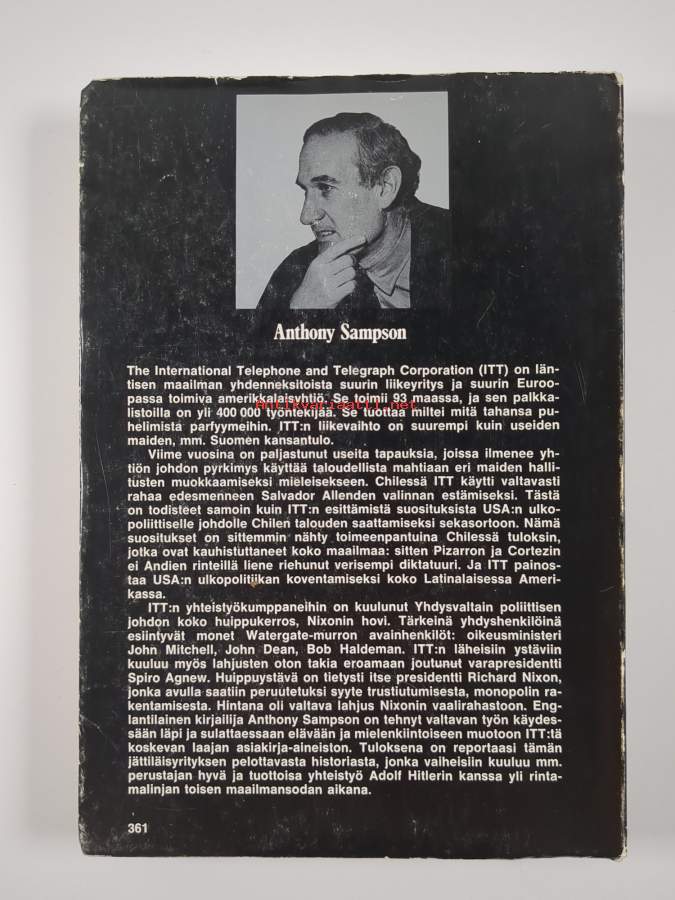 Anthony Sampson
The International Telephone and Telegraph Corporation (ITT) on län-
tisen maailman yhdenneksitoista suurin liikeyritys ja suurin Euroo-
passa toimiva amerikkalaisyhtiö. Se toimii 93 maassa, ja sen palkka-
listoilla on yli 400 000 työntekijää. Se tuottaa miltei mitä tahansa pu-
helimista parfyymeihin. ITT:n liikevaihto on suurempi kuin useiden
maiden, mm. Suomen kansantulo.
Viime vuosina on paljastunut useita tapauksia, joissa ilmenee yh-
tiön johdon pyrkimys käyttää taloudellista mahtiaan eri maiden halli-
tusten muokkaamiseksi mieleisekseen. Chilessä ITT käytti valtavasti
rahaa edesmenneen Salvador Allenden valinnan estämiseksi. Tästä
on todisteet samoin kuin ITT:n esittämistä suosituksista USA:n ulko-
poliittiselle johdolle Chilen talouden saattamiseksi sekasortoon. Nämä
suositukset on sittemmin nähty toimeenpantuina Chilessä tuloksin,
jotka ovat kauhistuttaneet koko maailmaa: sitten Pizarron ja Cortezin
ei Andien rinteillä liene riehunut verisempi diktatuuri. Ja ITT painos-
taa USA:n ulkopolitiikan koventamiseksi koko Latinalaisessa Ameri-
kassa.
ITT:n yhteistyökumppaneihin on kuulunut Yhdysvaltain poliittisen
johdon koko huippukerros, Nixonin hovi. Tärkeinä yhdyshenkilöinä
esiintyvät monet Watergate-murron avainhenkilöt: oikeusministeri
John Mitchell, John Dean, Bob Haldeman. ITT:n läheisiin ystäviin
kuuluu myös lahjusten oton takia eroamaan joutunut varapresidentti
Spiro Agnew. Huippuystävä on tietysti itse presidentti Richard Nixon,
jonka avulla saatiin peruutetuksi syyte trustiutumisesta, monopolin ra-
kentamisesta. Hintana oli valtava lahjus Nixonin vaalirahastoon. Eng-
lantilainen kirjailija Anthony Sampson on tehnyt valtavan työn käydes-
sään läpi ja sulattaessaan elävään ja mielenkiintoiseen muotoon ITT:tä
koskevan laajan asiakirja-aineiston. Tuloksena on reportaasi tämän
jättiläisyrityksen pelottavasta historiasta, jonka vaiheisiin kuuluu mm.
perustajan hyvä ja tuottoisa yhteistyö Adolf Hitlerin kanssa yli rinta-
malinjan toisen maailmansodan aikana.
361